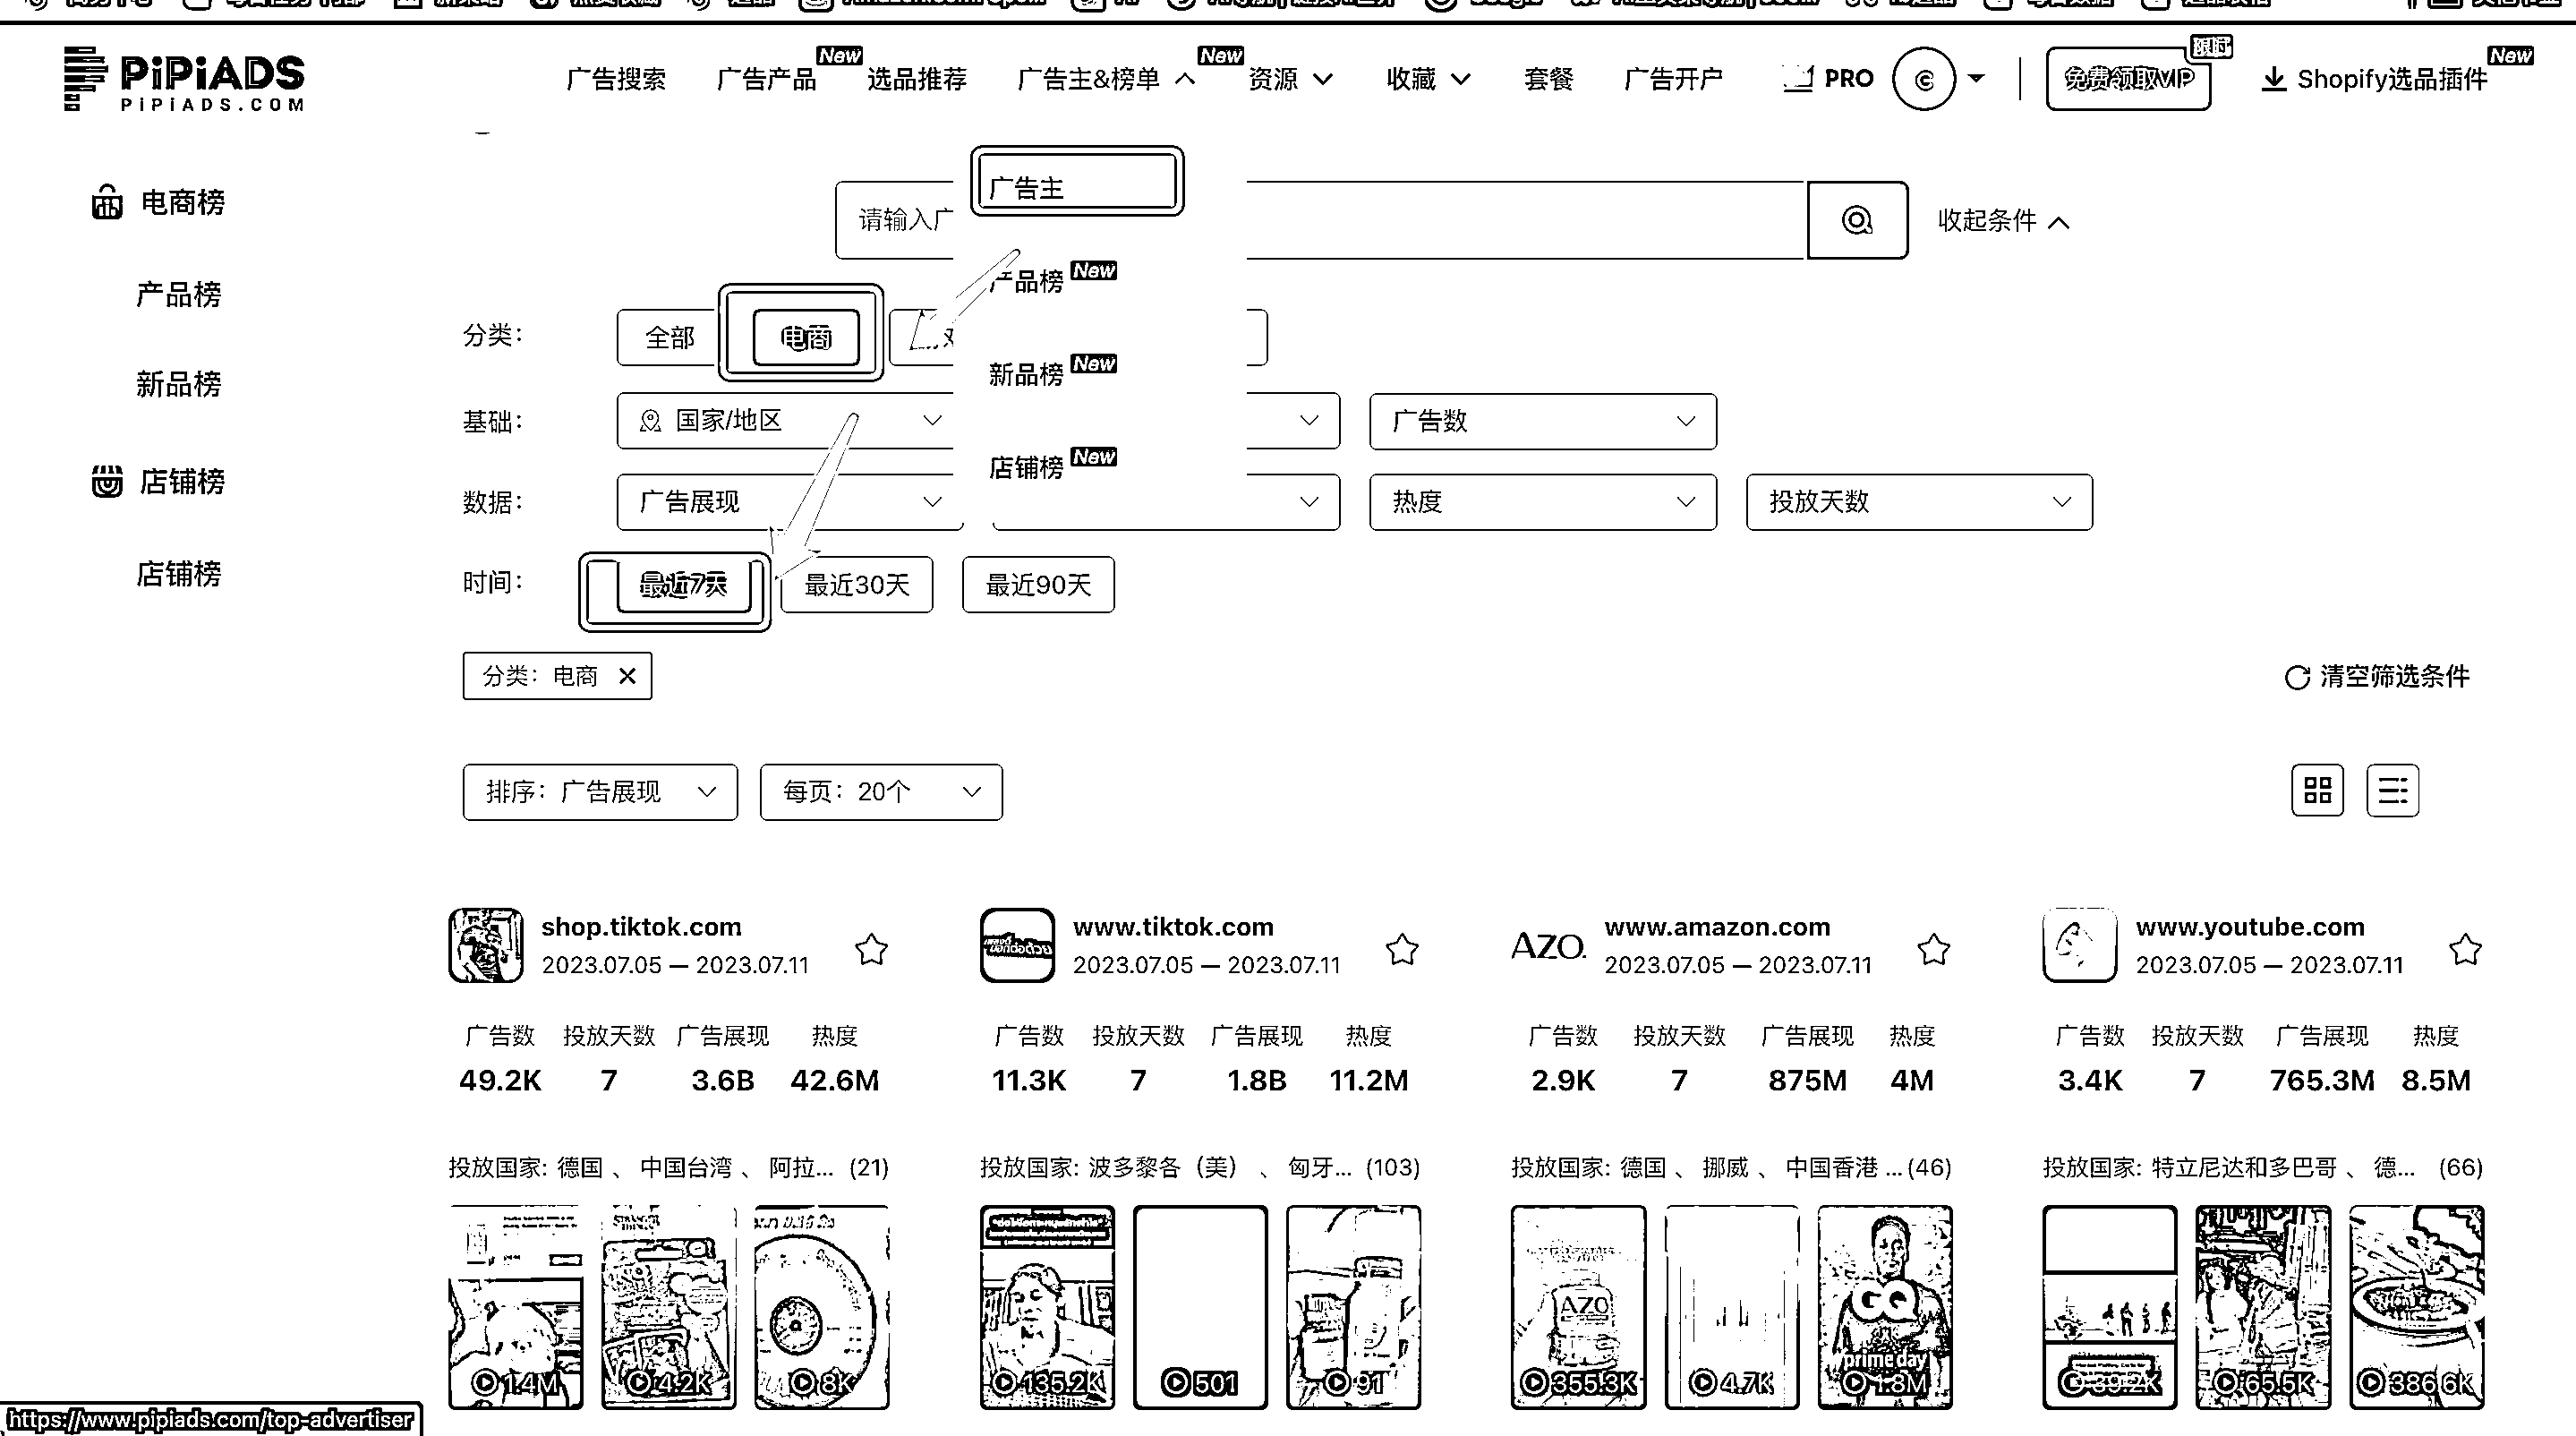 PiPiADS
PIPIADS.COM
广告搜索
广告产品 New
选品推荐
广告主&榜单 New
资源
收藏
套餐
广告开户
PRO
免费领取VIP 限时
Shopify选品插件 New
电商榜
产品榜
新品榜
店铺榜
店铺榜
请输入广
收起条件
广告主
产品榜 New
新品榜 New
店铺榜 New
分类：
全部
电商
基础：
国家/地区
广告数
数据：
广告展现
热度
投放天数
时间：
最近7天
最近30天
最近90天
分类：电商
清空筛选条件
排序：广告展现
每页：20个
shop.tiktok.com
2023.07.05 — 2023.07.11
广告数 投放天数 广告展现 热度
49.2K 7 3.6B 42.6M
投放国家: 德国 、 中国台湾 、 阿拉... (21)
1.4M
4.2K
8K
www.tiktok.com
2023.07.05 — 2023.07.11
广告数 投放天数 广告展现 热度
11.3K 7 1.8B 11.2M
投放国家: 波多黎各（美） 、 匈牙... (103)
135.2K
501
91
AZO.
www.amazon.com
2023.07.05 — 2023.07.11
广告数 投放天数 广告展现 热度
2.9K 7 875M 4M
投放国家: 德国 、 挪威 、 中国香港 ... (46)
AZO
355.3K
4.7K
GQ
prime day
1.8M
www.youtube.com
2023.07.05 — 2023.07.11
广告数 投放天数 广告展现 热度
3.4K 7 765.3M 8.5M
投放国家: 特立尼达和多巴哥 、 德... (66)
65.5K
386.6K
https://www.pipiads.com/top-advertiser